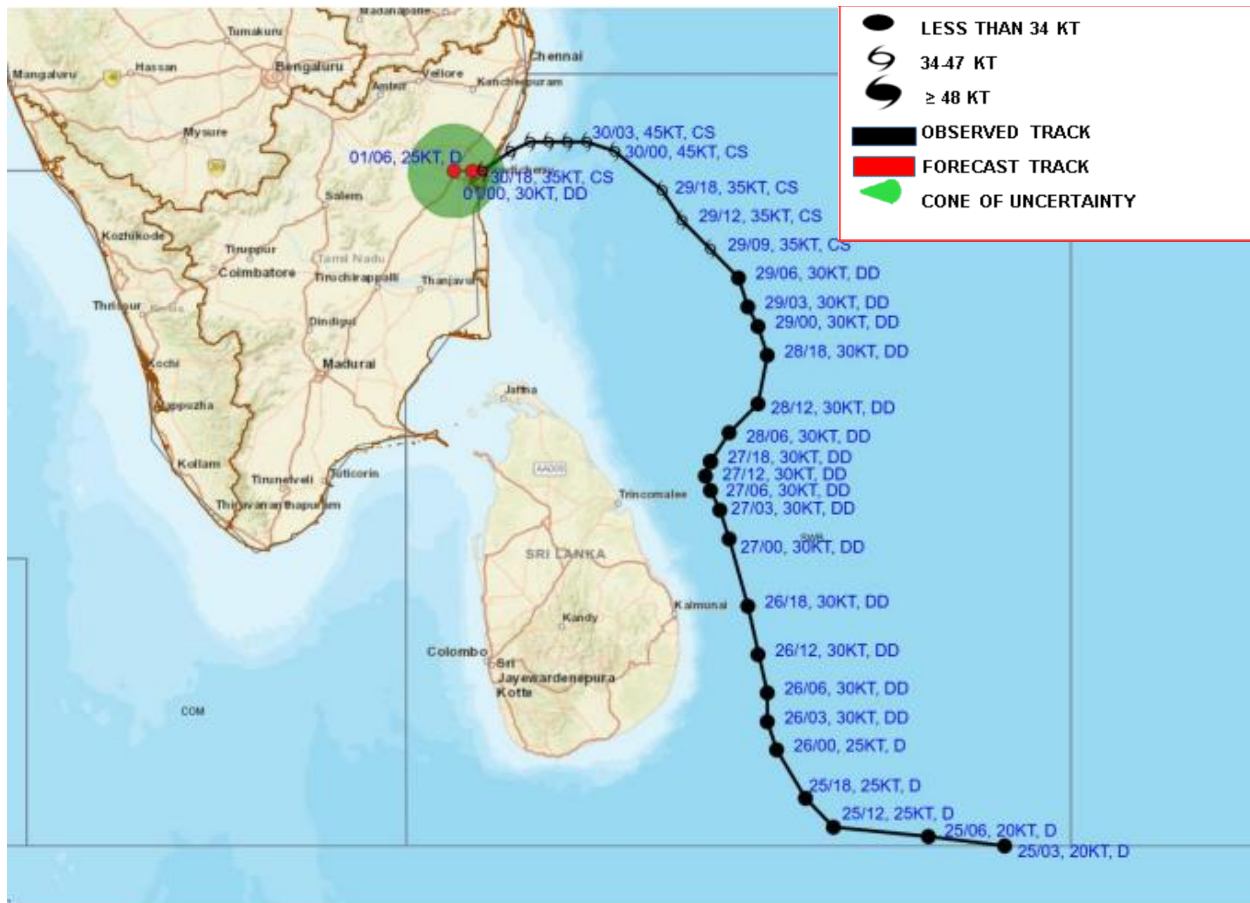 Madanapalle
Tumakuru
LESS THAN 34 KT
34-47 KT
≥ 48 KT
OBSERVED TRACK
FORECAST TRACK
CONE OF UNCERTAINTY
Chennai
Mangaluru
Hassan
Bengaluru
Vellore
Kancheepuram
Mysure
30/03, 45KT, CS
30/00, 45KT, CS
01/06, 25KT, D
30/18, 35KT, CS
01/00, 30KT, DD
29/18, 35KT, CS
Salem
29/12, 35KT, CS
Kozhikode
Tiruppur
Tamil Nadu
29/09, 35KT, CS
Coimbatore
Tiruchirappalli
Thanjavur
29/06, 30KT, DD
Thrissur
Kerala
29/03, 30KT, DD
29/00, 30KT, DD
Dindigul
28/18, 30KT, DD
Kochi
Madurai
Jaffna
28/12, 30KT, DD
28/06, 30KT, DD
Kollam
27/18, 30KT, DD
AA009
Tirunelveli
Tuticorin
27/12, 30KT, DD
27/06, 30KT, DD
Trincomalee
Thiruvananthapuram
27/03, 30KT, DD
27/00, 30KT, DD
SRI LANKA
26/18, 30KT, DD
Kalmunai
Kandy
Colombo
Sri
Jayewardenepura
Kotte
26/12, 30KT, DD
26/06, 30KT, DD
COM
26/03, 30KT, DD
26/00, 25KT, D
25/18, 25KT, D
25/12, 25KT, D
25/06, 20KT, D
25/03, 20KT, D